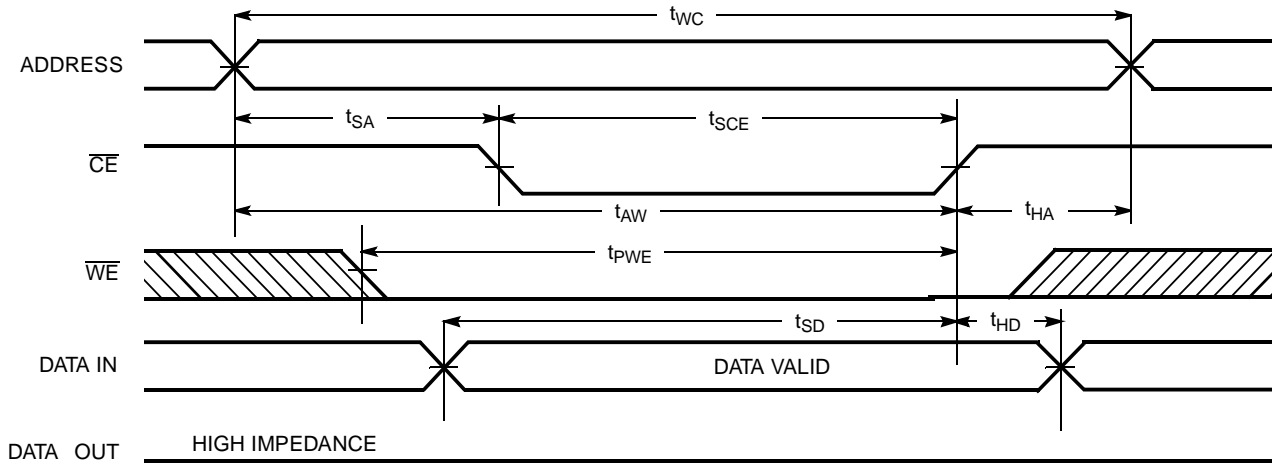 tWC
ADDRESS
tSA
tSCE
CE
tAW
tHA
tPWE
WE
tSD
tHD
DATA IN
DATA VALID
HIGH IMPEDANCE
DATA OUT